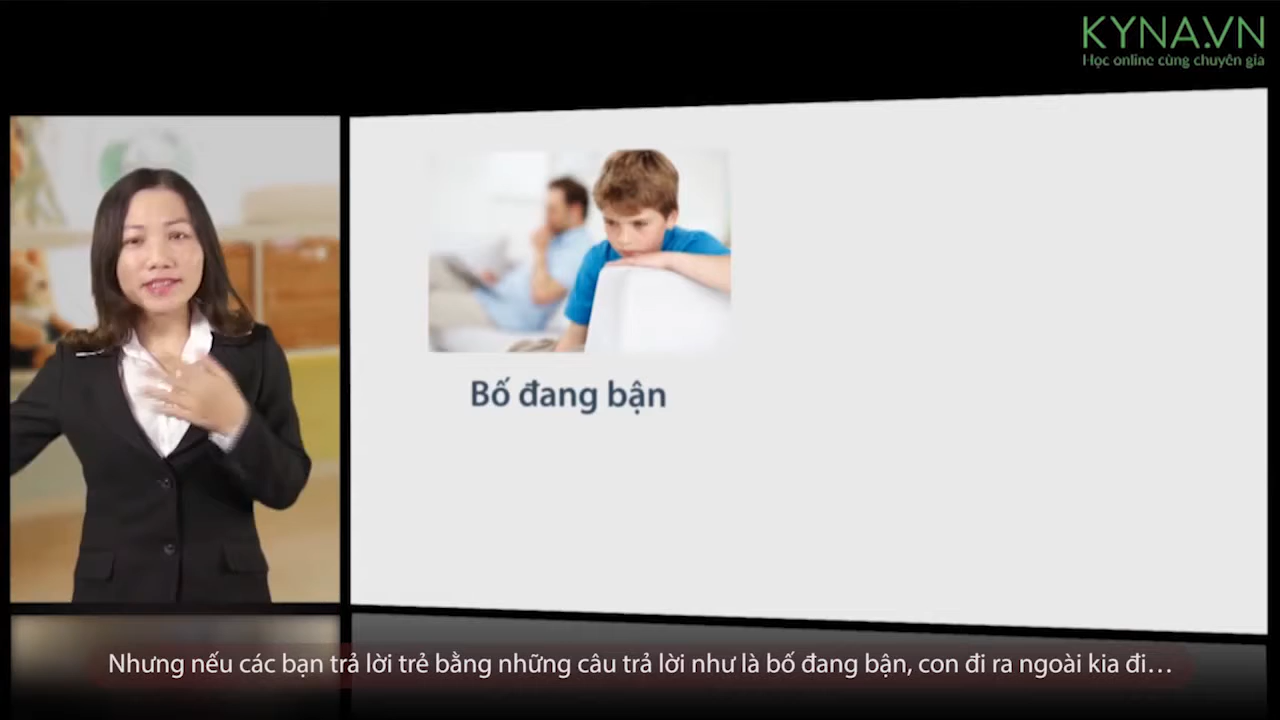 KYNA.VN
Học online cùng chuyên gia
Bố đang bận
Nhưng nếu các bạn trả lời trẻ bằng những câu trả lời như là bố đang bận, con đi ra ngoài kia đi...